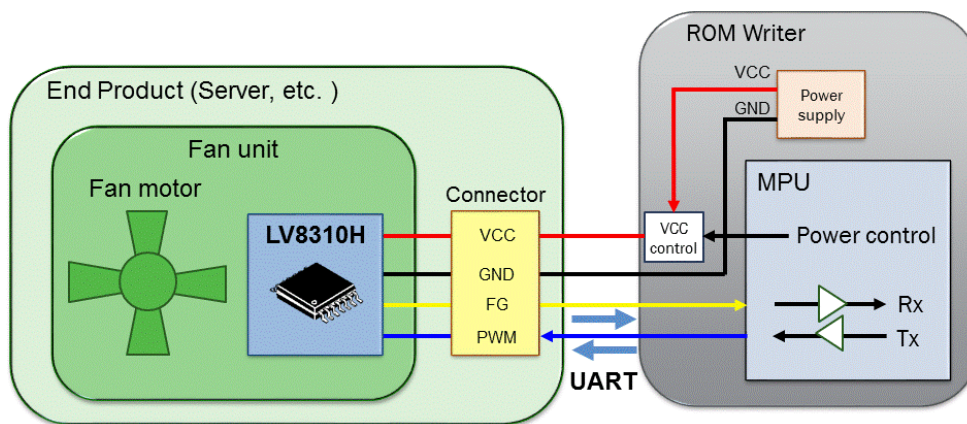 ROM Writer
VCC
GND
Power
supply
End Product (Server, etc. )
Fan unit
Fan motor
LV8310H
Connector
VCC
GND
FG
PWM
UART
VCC
control
MPU
Power control
Rx
Tx